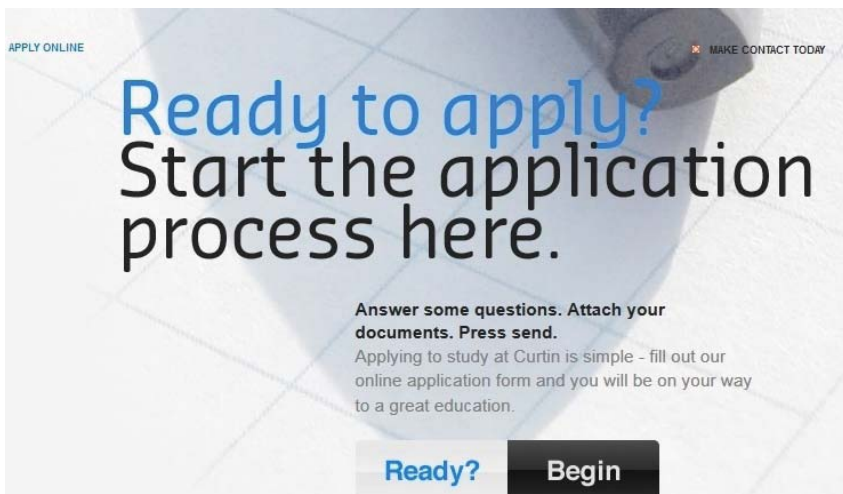 APPLY ONLINE
MAKE CONTACT TODAY
Ready to apply?
Start the application
process here.
Answer some questions. Attach your
documents. Press send.
Applying to study at Curtin is simple - fill out our
online application form and you will be on your way
to a great education.
Ready? Begin